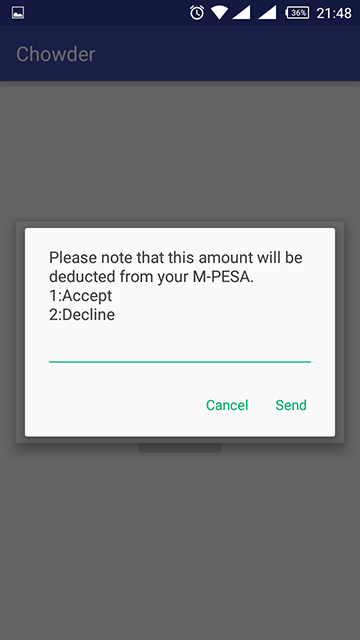 36% 21:48
Chowder
Please note that this amount will be
deducted from your M-PESA.
1:Accept
2:Decline
Cancel Send